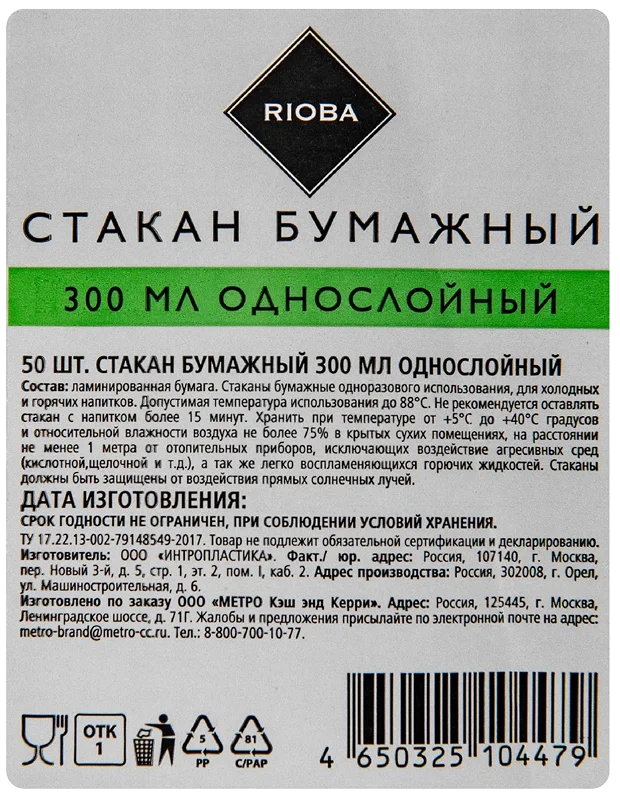 RIOBA
СТАКАН БУМАЖНЫЙ
300 МЛ ОДНОСЛОЙНЫЙ
50 ШТ. СТАКАН БУМАЖНЫЙ 300 МЛ ОДНОСЛОЙНЫЙ
Состав: ламинированная бумага. Стаканы бумажные одноразового использования, для холодных
и горячих напитков. Допустимая температура использования до 88°С. Не рекомендуется оставлять
стакан с напитком более 15 минут. Хранить при температуре от +5°С до +40°С градусов
и относительной влажности воздуха не более 75% в крытых сухих помещениях, на расстоянии
не менее 1 метра от отопительных приборов, исключающих воздействие агресивных сред
(кислотной,щелочной и т.д.), а так же легко воспламеняющихся горючих жидкостей. Стаканы
должны быть защищены от воздействия прямых солнечных лучей.
ДАТА ИЗГОТОВЛЕНИЯ:
СРОК ГОДНОСТИ НЕ ОГРАНИЧЕН, ПРИ СОБЛЮДЕНИИ УСЛОВИЙ ХРАНЕНИЯ.
ТУ 17.22.13-002-79148549-2017. Товар не подлежит обязательной сертификации и декларированию.
Изготовитель: ООО «ИНТРОПЛАСТИКА». Факт./ юр. адрес: Россия, 107140, г. Москва,
пер. Новый 3-й, д. 5, стр. 1, эт. 2, пом. I, каб. 2. Адрес производства: Россия, 302008, г. Орел,
ул. Машиностроительная, д. 6.
Изготовлено по заказу ООО «МЕТРО Кэш энд Керри». Адрес: Россия, 125445, г. Москва,
Ленинградское шоссе, д. 71Г. Жалобы и предложения присылайте по электронной почте на адрес:
metro-brand@metro-cc.ru. Тел.: 8-800-700-10-77.
ОТК
1
5
PP
81
C/PAP
4 650325 104479